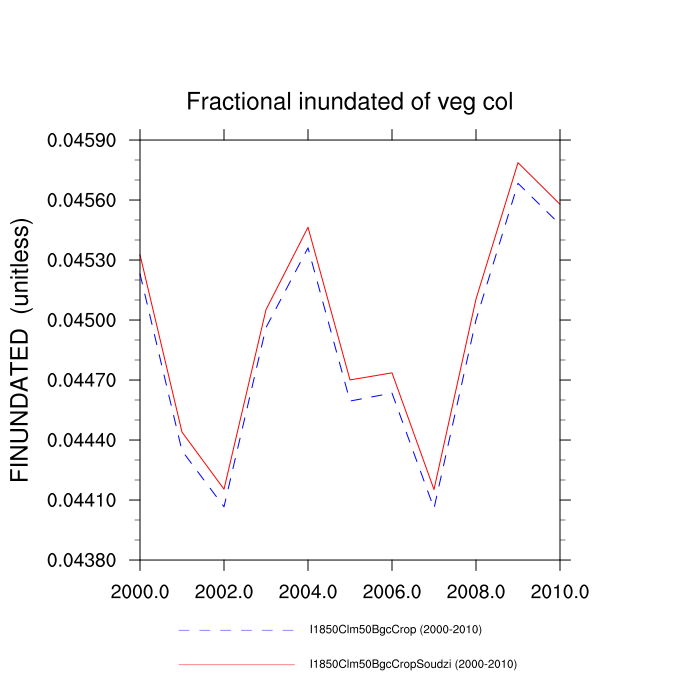 Fractional inundated of veg col
FINUNDATED (unitless)
0.04590
0.04560
0.04530
0.04500
0.04470
0.04440
0.04410
0.04380
2000.0 2002.0 2004.0 2006.0 2008.0 2010.0
I1850Clm50BgcCrop (2000-2010)
I1850Clm50BgcCropSoudzi (2000-2010)